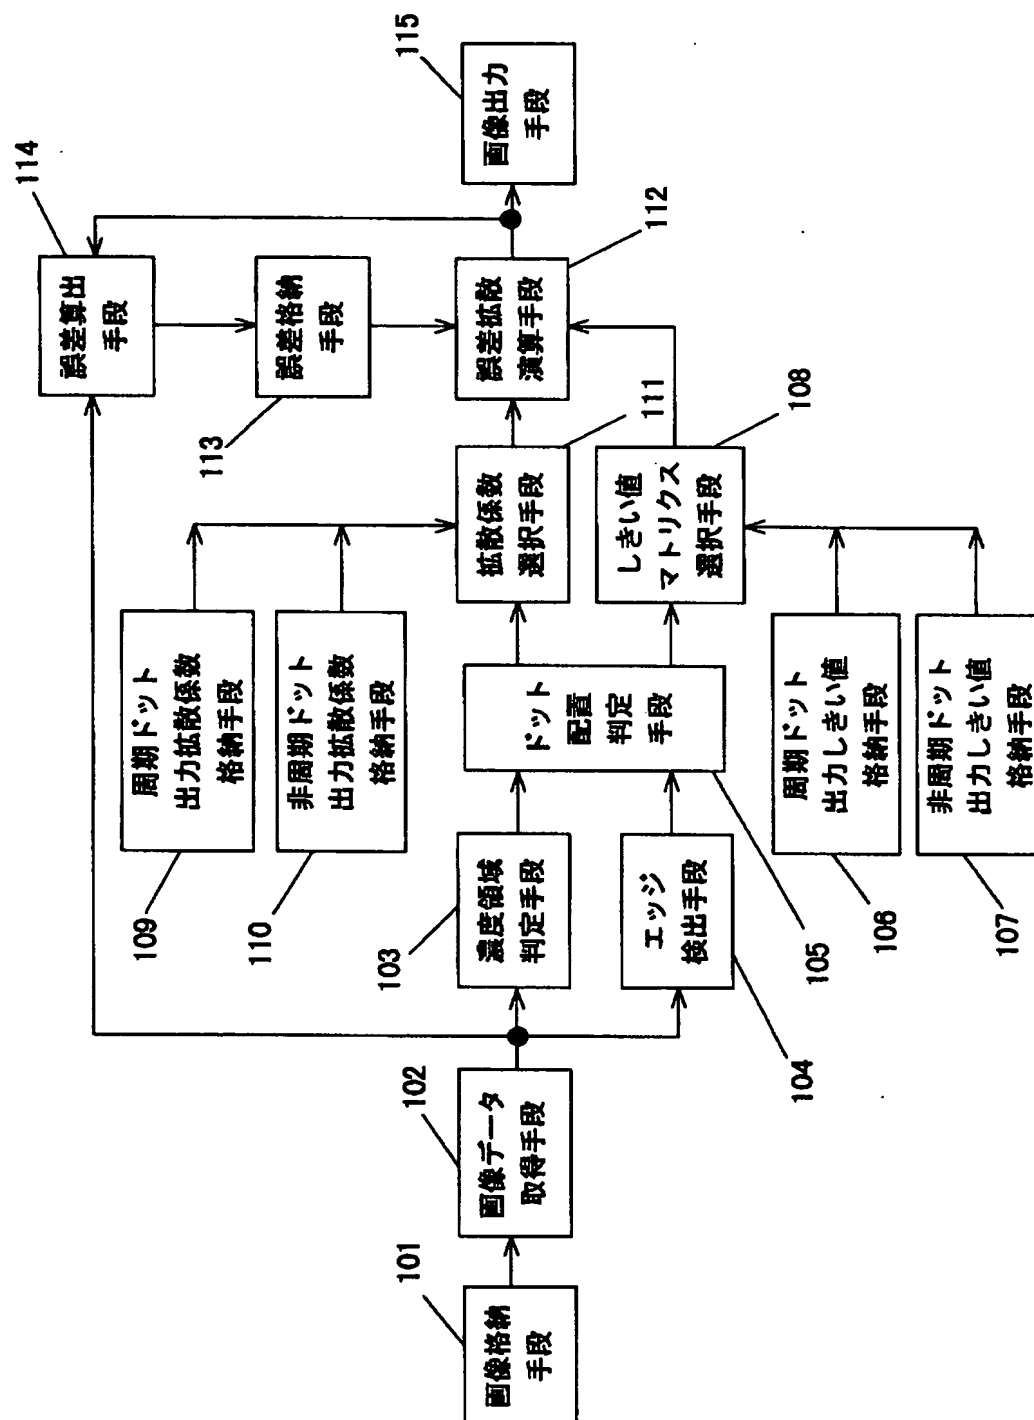 101
画像格納
手段
102
画像データ
取得手段
103
濃度領域
判定手段
104
エッジ
検出手段
105
ドット
配置
判定
手段
106
周期ドット
出力しきい値
格納手段
107
非周期ドット
出力しきい値
格納手段
108
しきい値
マトリクス
選択手段
109
周期ドット
出力拡散係数
格納手段
110
非周期ドット
出力拡散係数
格納手段
111
拡散係数
選択手段
112
誤差拡散
演算手段
113
誤差格納
手段
114
誤差算出
手段
115
画像出力
手段